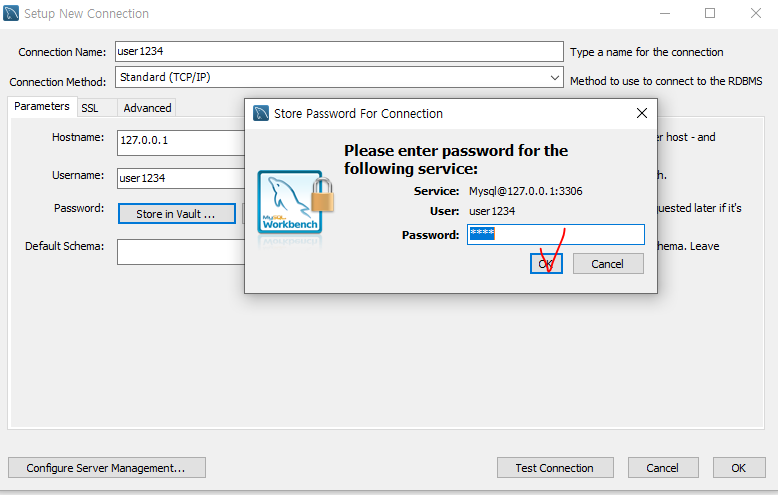 Setup New Connection
Connection Name: user1234 Type a name for the connection
Connection Method: Standard (TCP/IP) Method to use to connect to the RDBMS
Parameters SSL Advanced
Hostname: 127.0.0.1 er host - and
Username: user1234 h.
Password: Store in Vault ... uested later if it's
Default Schema: hema. Leave
Store Password For Connection
Please enter password for the
following service:
Service: Mysql@127.0.0.1:3306
User: user1234
Password: ****
MySQL
Workbench
OK Cancel
Configure Server Management... Test Connection Cancel OK